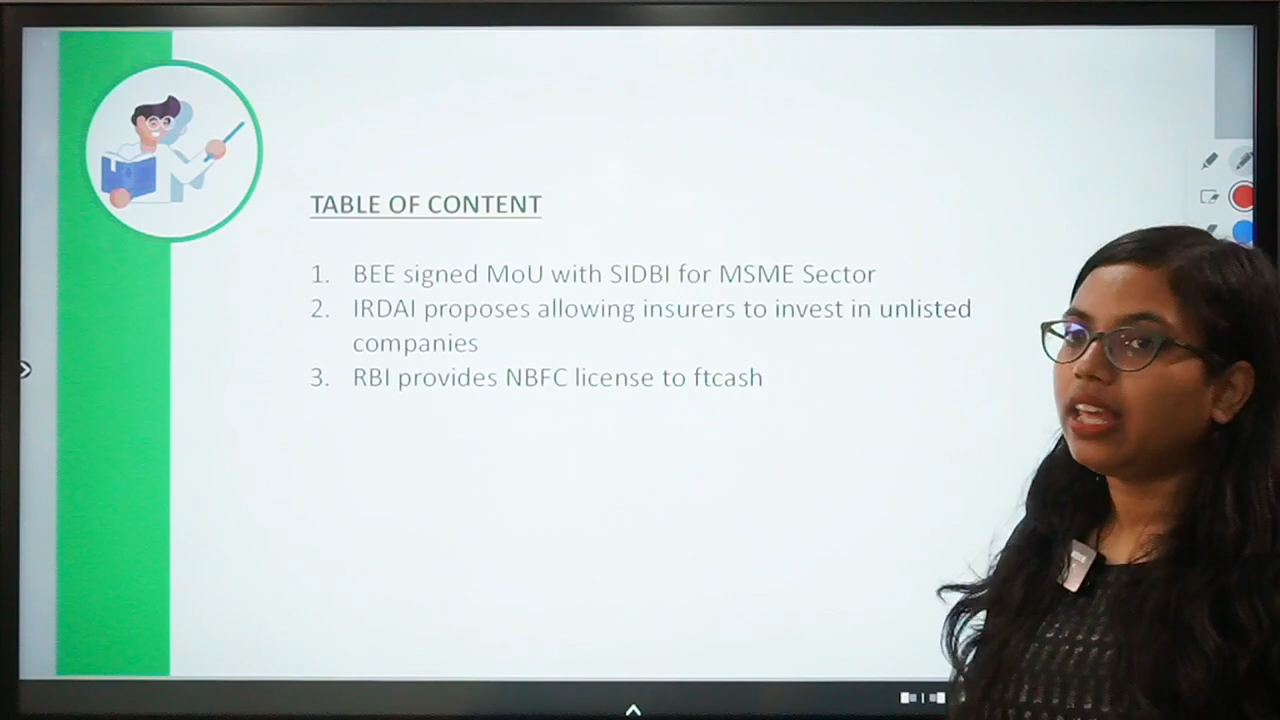 TABLE OF CONTENT
1. BEE signed MoU with SIDBI for MSME Sector
2. IRDAI proposes allowing insurers to invest in unlisted
companies
3. RBI provides NBFC license to ftcash